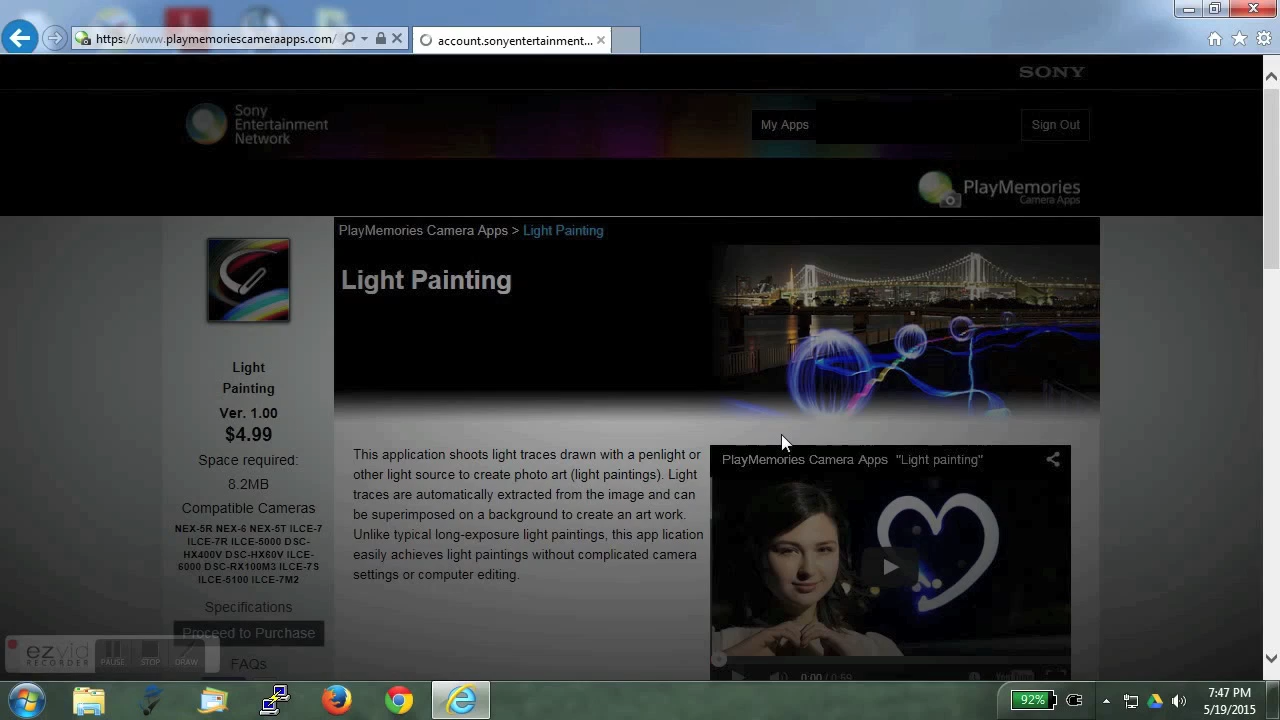 https://www.playmemoriescameraapps.com/
account.sonyentertainment...
SONY
Sony
Entertainment
Network
My Apps
Sign Out
PlayMemories
Camera Apps
PlayMemories Camera Apps > Light Painting
Light Painting
Light
Painting
Ver. 1.00
$4.99
Space required:
8.2MB
Compatible Cameras
NEX-5R NEX-6 NEX-5T ILCE-7
ILCE-7R ILCE-5000 DSC-
HX400V DSC-HX60V ILCE-
6000 DSC-RX100M3 ILCE-7S
ILCE-5100 ILCE-7M2
Specifications
Proceed to Purchase
FAQs
This application shoots light traces drawn with a penlight or
other light source to create photo art (light paintings). Light
traces are automatically extracted from the image and can
be superimposed on a background to create an art work.
Unlike typical long-exposure light paintings, this app lication
easily achieves light paintings without complicated camera
settings or computer editing.
PlayMemories Camera Apps "Light painting"
0:00 / 0:59
YouTube
ezvid
RECORDER
PAUSE
STOP
DRAW
92%
7:47 PM
5/19/2015